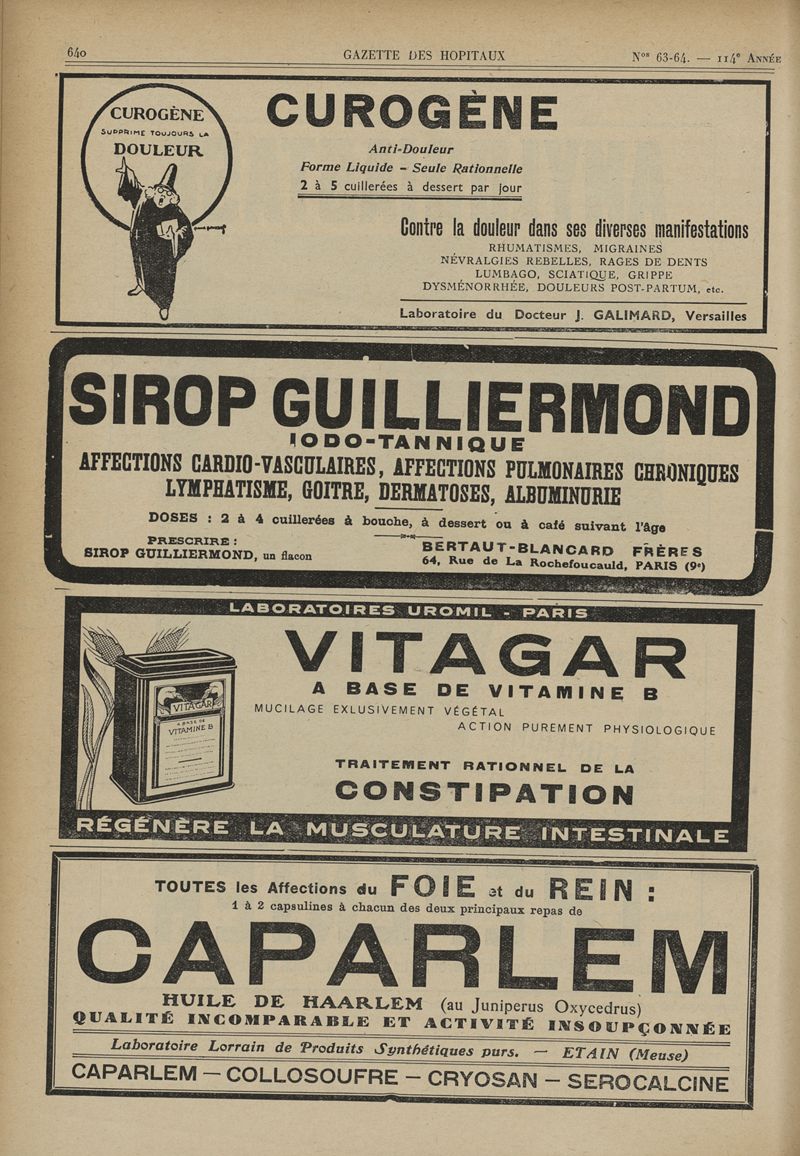 640
GAZETTE DES HOPITAUX
Nos 63-64. — 114e ANNÉE
CUROGÈNE
SUPPRIME TOUJOURS LA
DOULEUR
CUROGÈNE
Anti-Douleur
Forme Liquide - Seule Rationnelle
2 à 5 cuillerées à dessert par jour
Contre la douleur dans ses diverses manifestations
RHUMATISMES, MIGRAINES
NÉVRALGIES REBELLES, RAGES DE DENTS
LUMBAGO, SCIATIQUE, GRIPPE
DYSMÉNORRHÉE, DOULEURS POST-PARTUM, etc.
Laboratoire du Docteur J. GALIMARD, Versailles
SIROP GUILLIERMOND
IODO-TANNIQUE
AFFECTIONS CARDIO-VASCULAIRES, AFFECTIONS PULMONAIRES CHRONIQUES
LYMPHATISME, GOITRE, DERMATOSES, ALBUMINURIE
DOSES : 2 à 4 cuillerées à bouche, à dessert ou à café suivant l'âge
PRESCRIRE :
SIROP GUILLIERMOND, un flacon
BERTAUT-BLANCARD FRÈRES
64, Rue de La Rochefoucauld, PARIS (9e)
LABORATOIRES UROMIL - PARIS
VITAGAR
A BASE DE
VITAMINE B
VITAGAR
A BASE DE VITAMINE B
MUCILAGE EXLUSIVEMENT VÉGÉTAL
ACTION PUREMENT PHYSIOLOGIQUE
TRAITEMENT RATIONNEL DE LA
CONSTIPATION
RÉGÉNÈRE LA MUSCULATURE INTESTINALE
TOUTES les Affections du FOIE et du REIN :
1 à 2 capsulines à chacun des deux principaux repas de
CAPARLEM
HUILE DE HAARLEM (au Juniperus Oxycedrus)
QUALITÉ INCOMPARABLE ET ACTIVITÉ INSOUPÇONNÉE
Laboratoire Lorrain de Produits Synthétiques purs. — ETAIN (Meuse)
CAPARLEM — COLLOSOUFRE — CRYOSAN — SEROCALCINE